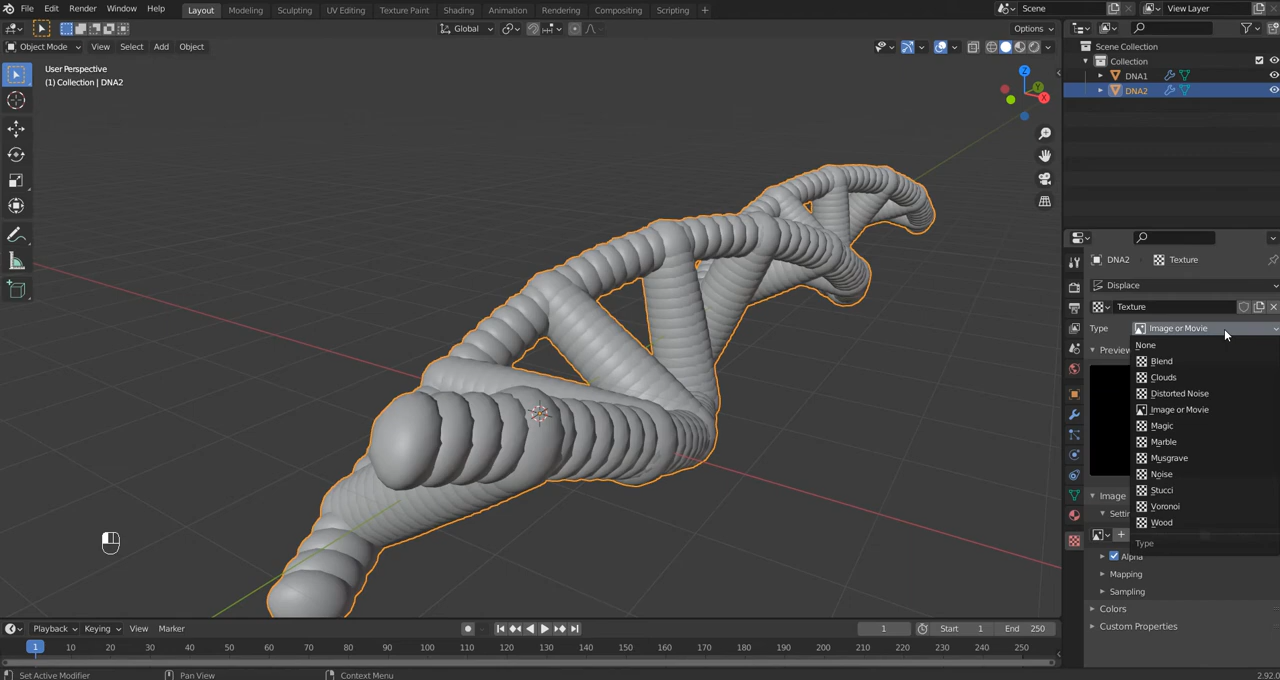 File Edit Render Window Help Layout Modeling Sculpting UV Editing Texture Paint Shading Animation Rendering Compositing Scripting + Scene View Layer
Global Options
Object Mode View Select Add Object
Scene Collection
Collection
DNA1
DNA2
User Perspective
(1) Collection | DNA2
Z
Y
X
DNA2 Texture
Displace
Texture
Type Image or Movie
None
Preview
Blend
Clouds
Distorted Noise
Image or Movie
Magic
Marble
Musgrave
Noise
Stucci
Voronoi
Wood
Type
Image
Alpha
Mapping
Sampling
Colors
Custom Properties
Playback Keying View Marker 1 Start 1 End 250
1 10 20 30 40 50 60 70 80 90 100 110 120 130 140 150 160 170 180 190 200 210 220 230 240 250
Set Active Modifier Pan View Context Menu 2.92.0